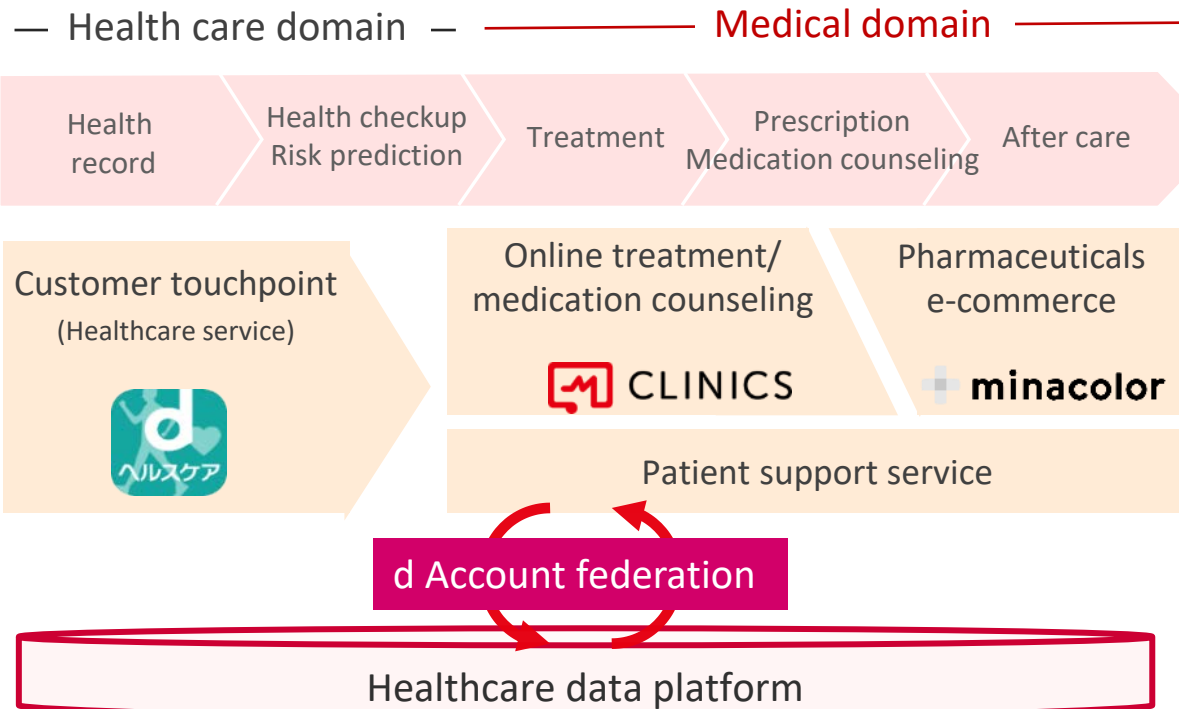 Health care domain
Medical domain
Health
record
Health checkup
Risk prediction
Treatment
Prescription
Medication counseling
After care
Customer touchpoint
(Healthcare service)
d
ヘルスケア
Online treatment/
medication counseling
CLINICS
Pharmaceuticals
e-commerce
minacolor
Patient support service
d Account federation
Healthcare data platform